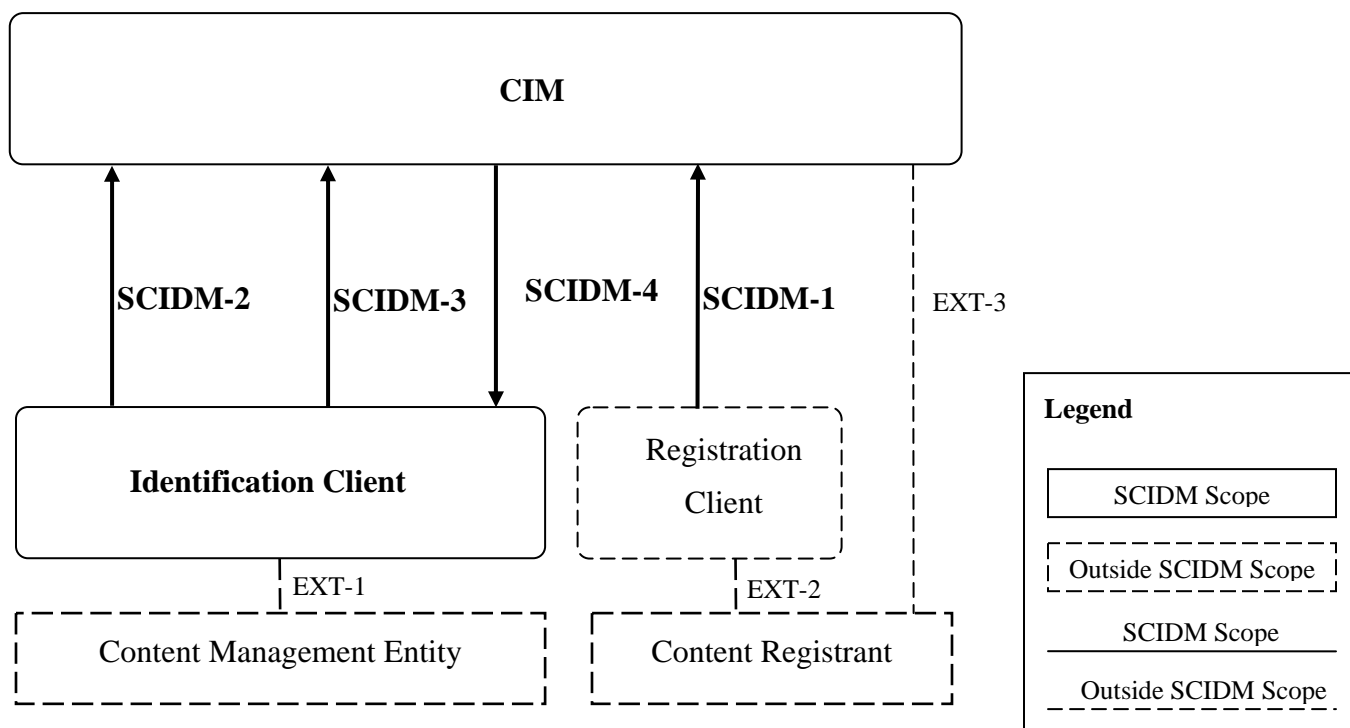 CIM
SCIDM-2
SCIDM-3
SCIDM-4
SCIDM-1
EXT-3
Identification Client
Registration
Client
EXT-1
EXT-2
Content Management Entity
Content Registrant
Legend
SCIDM Scope
Outside SCIDM Scope
SCIDM Scope
Outside SCIDM Scope